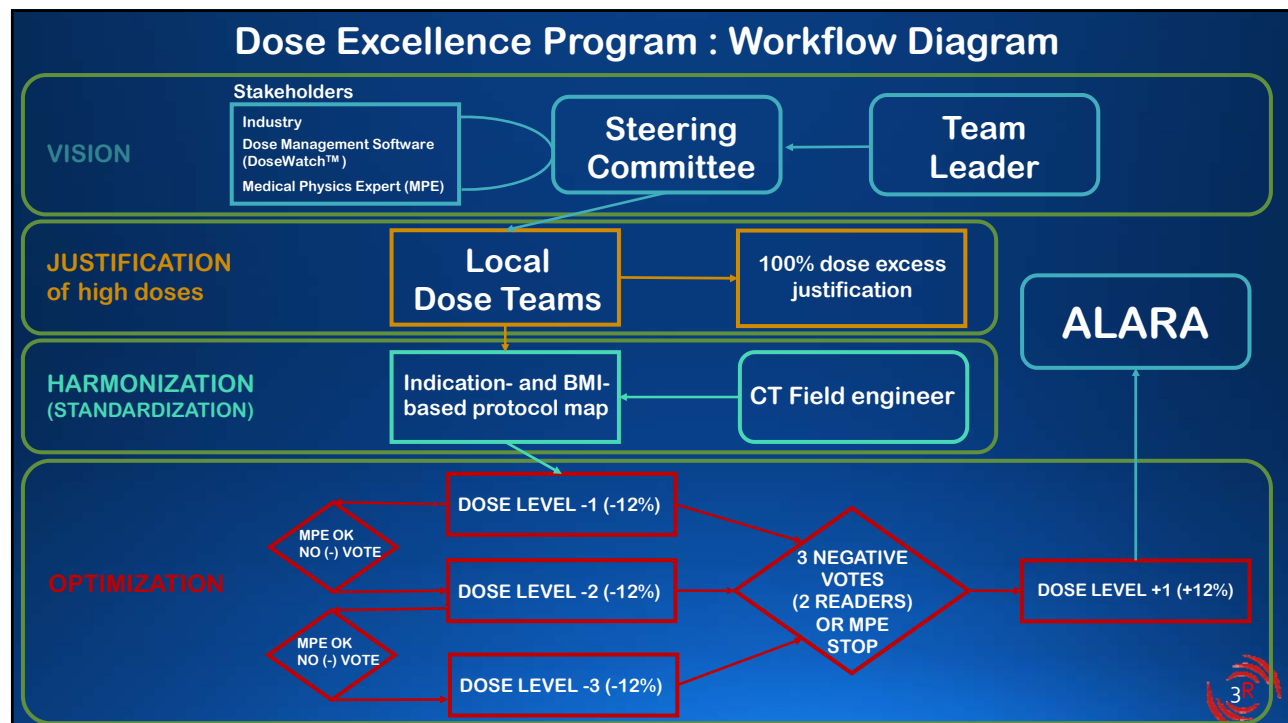 Dose Excellence Program : Workflow Diagram
Stakeholders
Industry
Dose Management Software
(DoseWatch™ )
Medical Physics Expert (MPE)
VISION
Steering
Committee
Team
Leader
JUSTIFICATION
of high doses
Local
Dose Teams
100% dose excess
justification
ALARA
HARMONIZATION
(STANDARDIZATION)
Indication- and BMI-
based protocol map
CT Field engineer
OPTIMIZATION
DOSE LEVEL -1 (-12%)
MPE OK
NO (-) VOTE
DOSE LEVEL -2 (-12%)
MPE OK
NO (-) VOTE
DOSE LEVEL -3 (-12%)
3 NEGATIVE
VOTES
(2 READERS)
OR MPE
STOP
DOSE LEVEL +1 (+12%)
3R